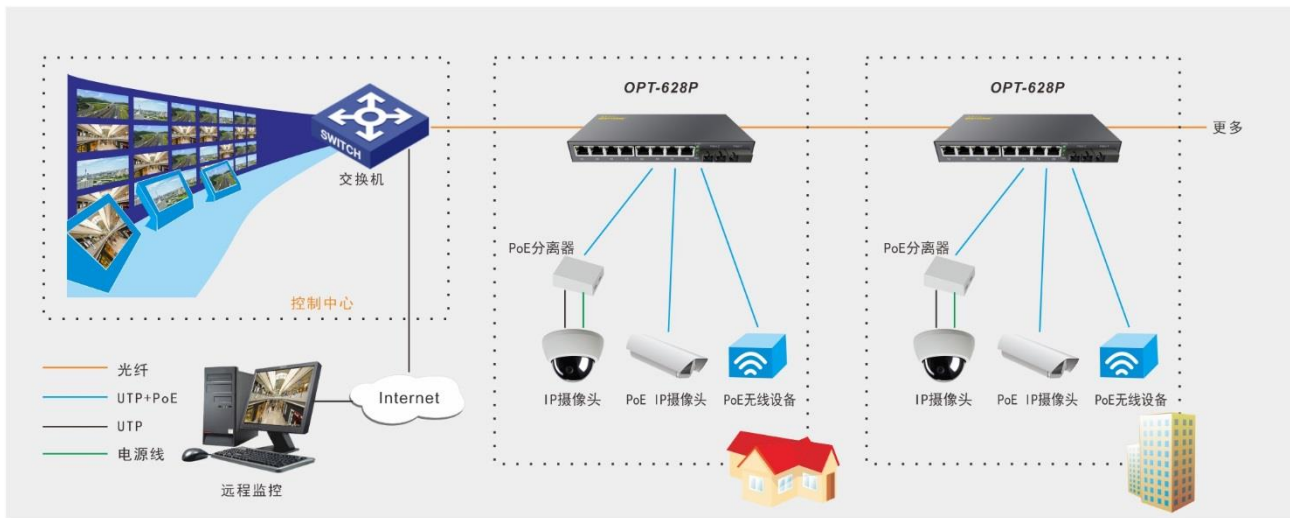 SWITCH
交换机
控制中心
OPT-628P
OPT-628P
更多
PoE分离器
PoE分离器
IP摄像头
PoE IP摄像头
PoE无线设备
IP摄像头
PoE IP摄像头
PoE无线设备
光纤
UTP+PoE
UTP
电源线
Internet
远程监控